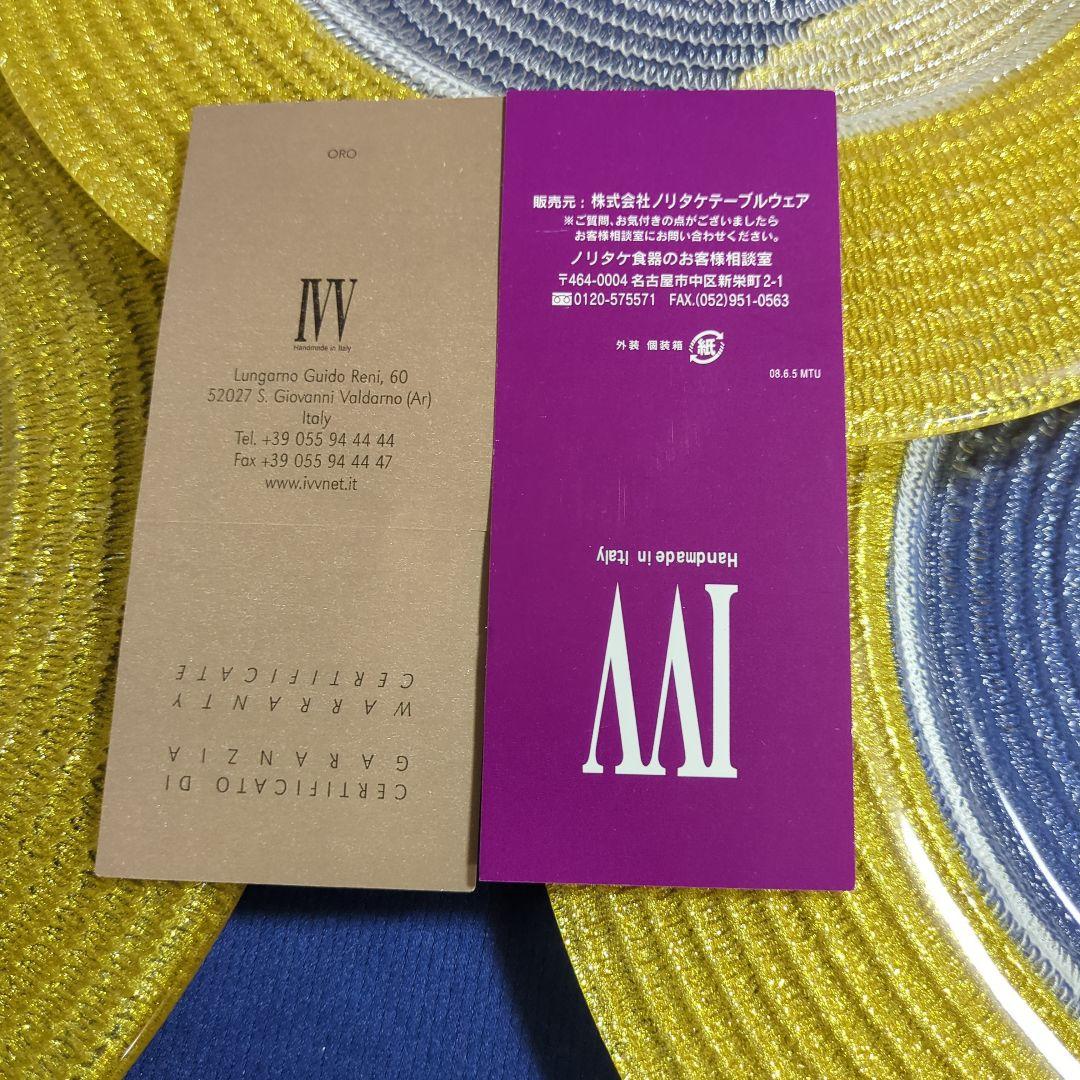 ORO
IVV
Handmade in Italy
Lungarno Guido Reni, 60
52027 S. Giovanni Valdarno (Ar)
Italy
Tel. +39 055 94 44 44
Fax +39 055 94 44 47
www.ivvnet.it
CERTIFICATO DI
GARANZIA
WARRANTY
CERTIFICATE
販売元：株式会社ノリタケテーブルウェア
※ご質問、お気付きの点がございましたら
お客様相談室にお問い合わせください。
ノリタケ食器のお客様相談室
〒464-0004 名古屋市中区新栄町2-1
0120-575571 FAX.(052)951-0563
外装 個装箱 紙
08.6.5 MTU
IVV
Handmade in Italy